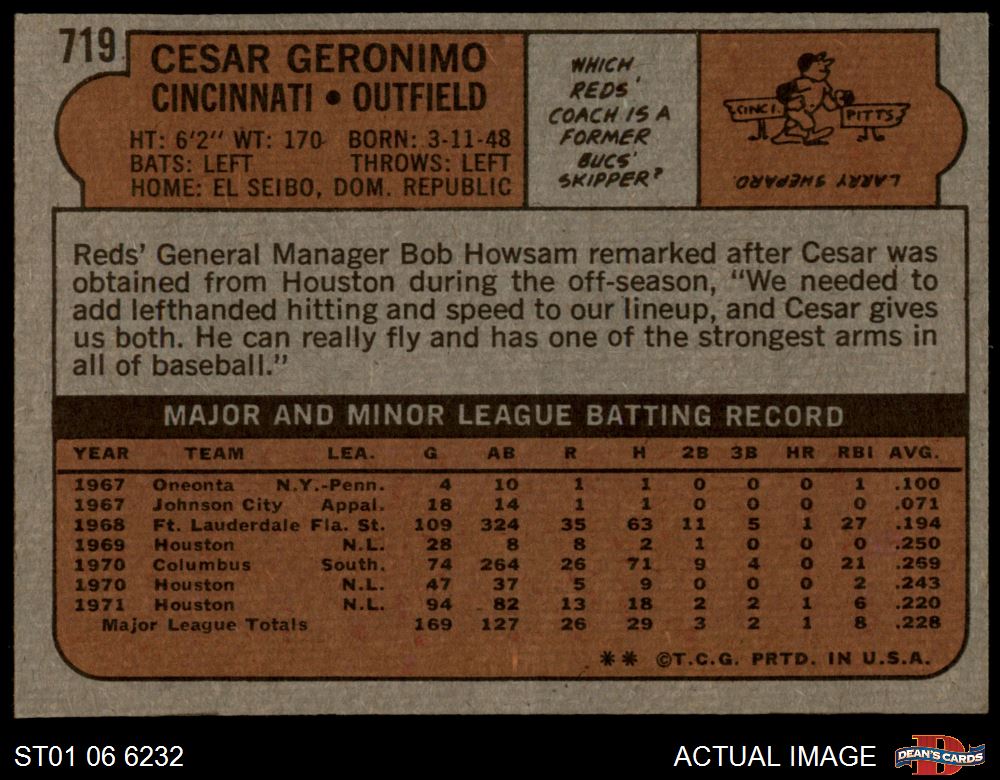 719
CESAR GERONIMO
CINCINNATI • OUTFIELD
HT: 6'2" WT: 170 BORN: 3-11-48
BATS: LEFT THROWS: LEFT
HOME: EL SEIBO, DOM. REPUBLIC
WHICH
REDS'
COACH IS A
FORMER
BUCS'
SKIPPER?
CINCI.
PITTS.
LARRY SHEPARD.
Reds' General Manager Bob Howsam remarked after Cesar was
obtained from Houston during the off-season, "We needed to
add lefthanded hitting and speed to our lineup, and Cesar gives
us both. He can really fly and has one of the strongest arms in
all of baseball."
MAJOR AND MINOR LEAGUE BATTING RECORD
YEAR TEAM LEA. G AB R H 2B 3B HR RBI AVG.
1967 Oneonta N.Y.-Penn. 4 10 1 1 0 0 0 1 .100
1967 Johnson City Appal. 18 14 1 1 0 0 0 0 .071
1968 Ft. Lauderdale Fla. St. 109 324 35 63 11 5 1 27 .194
1969 Houston N.L. 28 8 8 2 1 0 0 0 .250
1970 Columbus South. 74 264 26 71 9 4 0 21 .269
1970 Houston N.L. 47 37 5 9 0 0 0 2 .243
1971 Houston N.L. 94 82 13 18 2 2 1 6 .220
Major League Totals 169 127 26 29 3 2 1 8 .228
** ©T.C.G. PRTD. IN U.S.A.
ST01 06 6232
ACTUAL IMAGE
D
DEAN'S CARDS